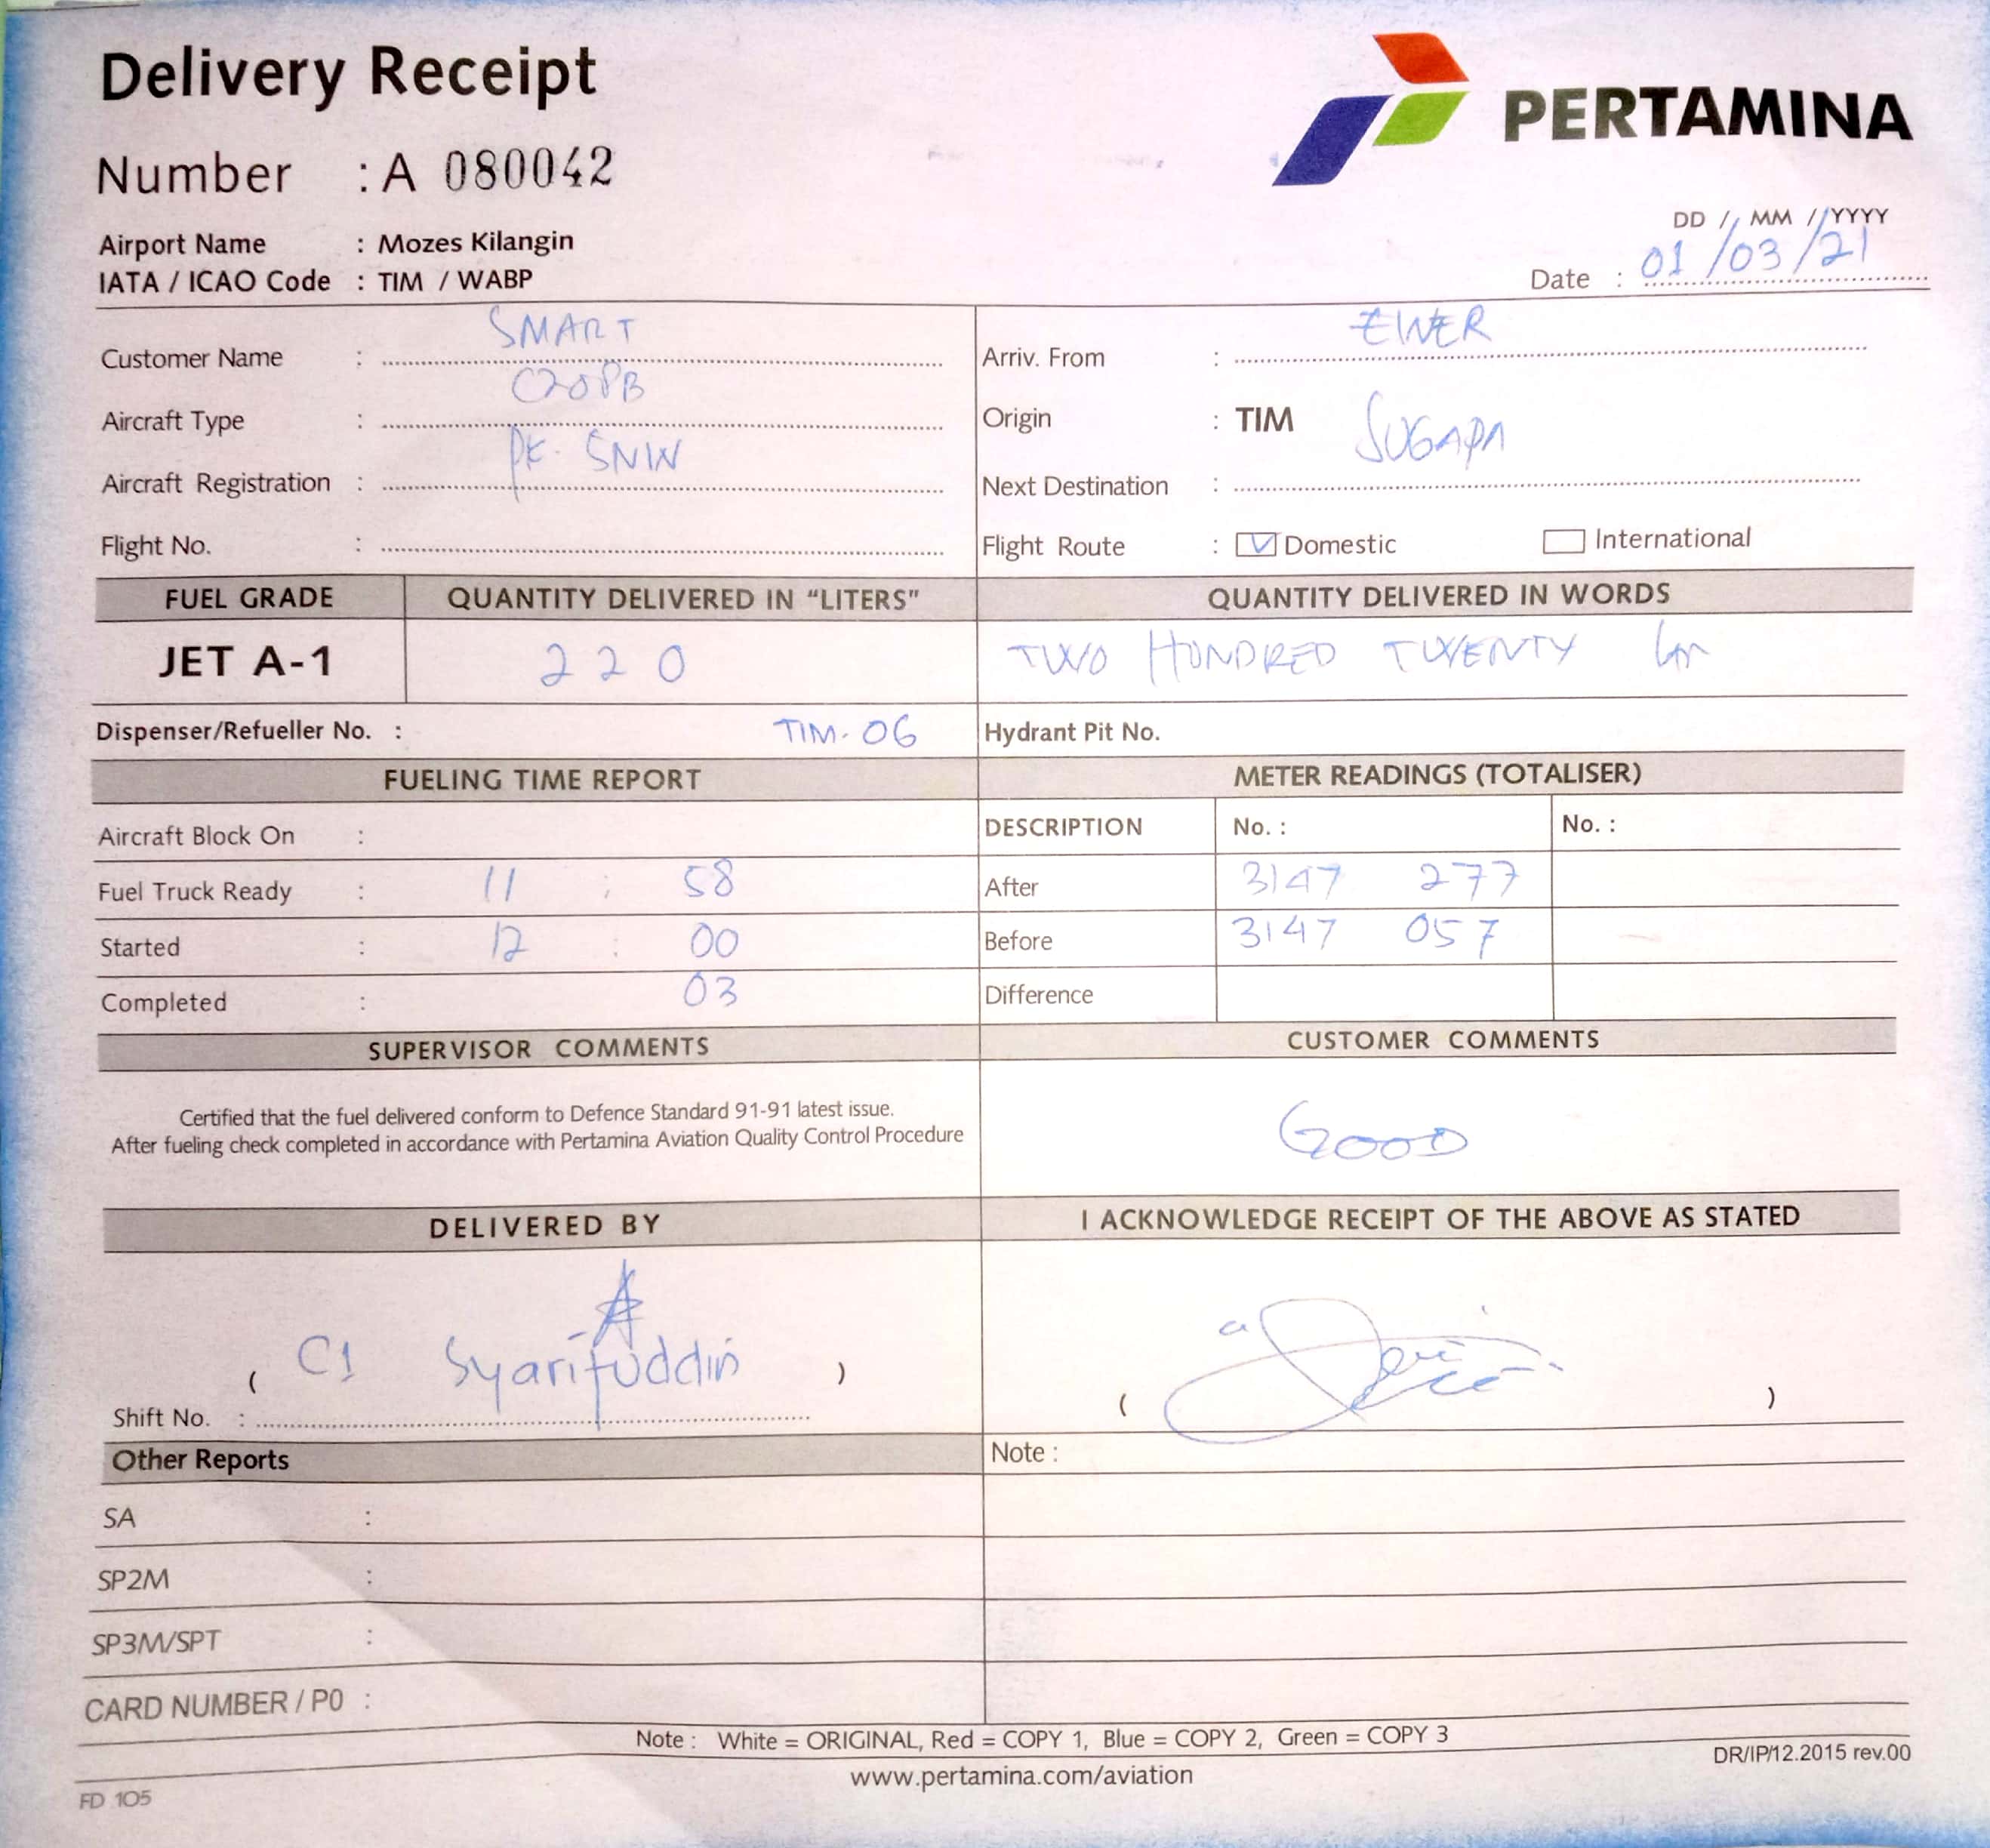 Delivery Receipt
PERTAMINA
Number : A 080042
Airport Name : Mozes Kilangin
IATA / ICAO Code : TIM / WABP
DD / MM / YYYY
Date : 01/03/21
Customer Name : SMART
Arriv. From : EWER
Aircraft Type : C208B
Origin : TIM
Aircraft Registration : PK-SNW
Next Destination : SUGAPA
Flight No. :
Flight Route : Domestic International
FUEL GRADE QUANTITY DELIVERED IN “LITERS” QUANTITY DELIVERED IN WORDS
JET A-1 220 TWO HUNDRED TWENTY
Dispenser/Refueller No. : TIM-06 Hydrant Pit No.
FUELING TIME REPORT METER READINGS (TOTALISER)
Aircraft Block On : DESCRIPTION No. : No. :
Fuel Truck Ready : 11 : 58 After 3147 277
Started : 12 : 00 Before 3147 057
Completed : 03 Difference
SUPERVISOR COMMENTS CUSTOMER COMMENTS
Certified that the fuel delivered conform to Defence Standard 91-91 latest issue.
After fueling check completed in accordance with Pertamina Aviation Quality Control Procedure
GOOD
DELIVERED BY I ACKNOWLEDGE RECEIPT OF THE ABOVE AS STATED
( C1 Syarifuddin ) ( )
Shift No. :
Other Reports Note :
SA :
SP2M :
SP3M/SPT :
CARD NUMBER / P0 :
Note : White = ORIGINAL, Red = COPY 1, Blue = COPY 2, Green = COPY 3
DR/IP/12.2015 rev.00
www.pertamina.com/aviation
FD 105